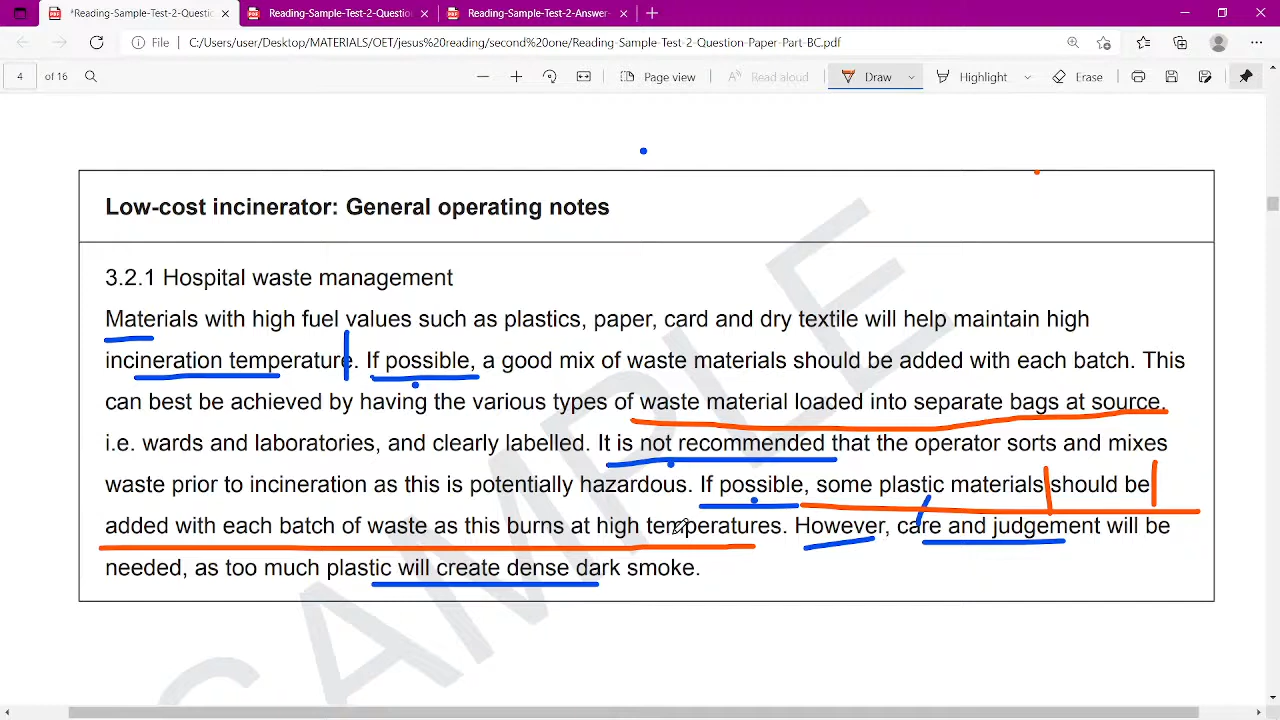 *Reading-Sample-Test-2-Questio
Reading-Sample-Test-2-Questio
Reading-Sample-Test-2-Answer-
File
C:/Users/user/Desktop/MATERIALS/OET/jesus%20reading/second%20one/Reading-Sample-Test-2-Question-Paper-Part-BC.pdf
4 of 16
Page view
Read aloud
Draw
Highlight
Erase
Low-cost incinerator: General operating notes
3.2.1 Hospital waste management
Materials with high fuel values such as plastics, paper, card and dry textile will help maintain high
incineration temperature. If possible, a good mix of waste materials should be added with each batch. This
can best be achieved by having the various types of waste material loaded into separate bags at source,
i.e. wards and laboratories, and clearly labelled. It is not recommended that the operator sorts and mixes
waste prior to incineration as this is potentially hazardous. If possible, some plastic materials should be
added with each batch of waste as this burns at high temperatures. However, care and judgement will be
needed, as too much plastic will create dense dark smoke.
SAMPLE